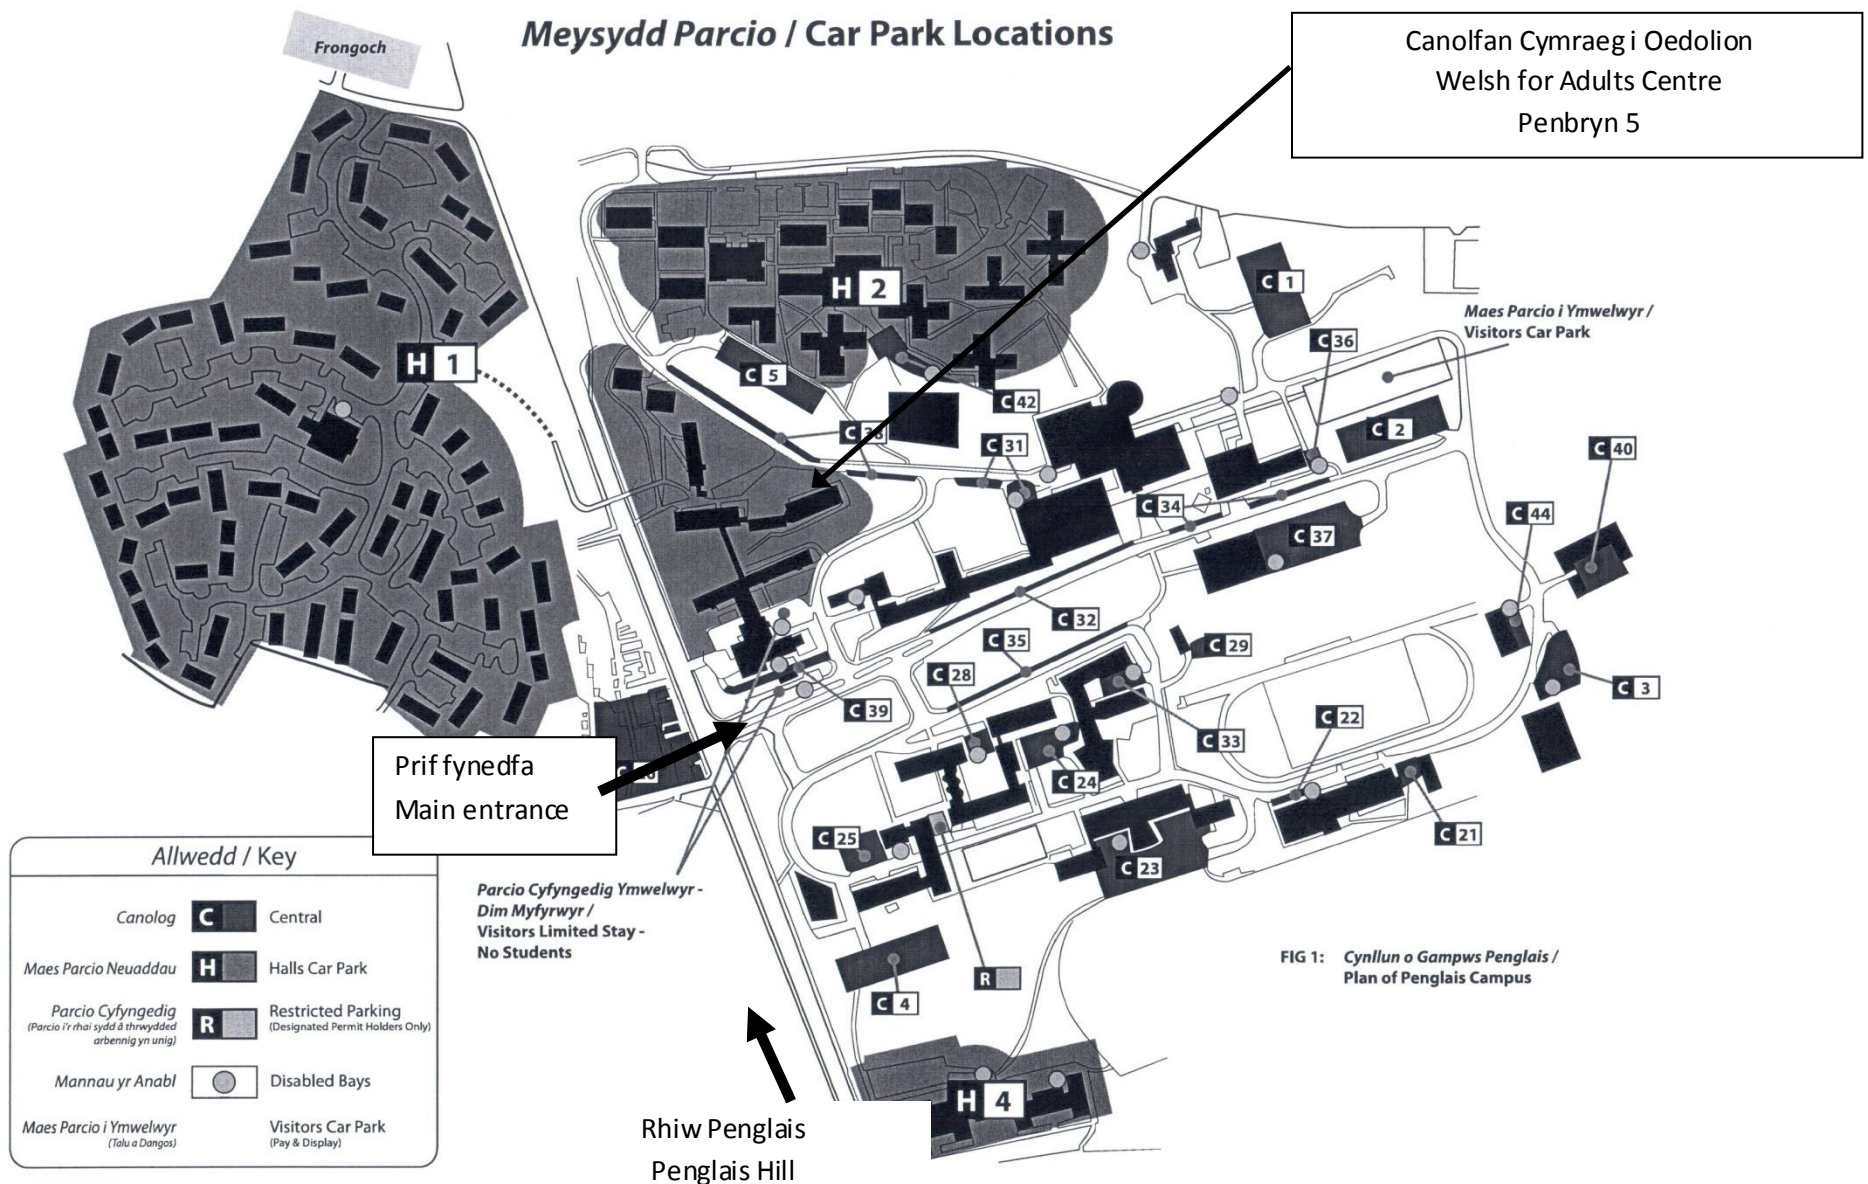 Meysydd Parcio / Car Park Locations
Frongoch
Canolfan Cymraeg i Oedolion
Welsh for Adults Centre
Penbryn 5
H 2
C 1
Maes Parcio i Ymwelwyr /
Visitors Car Park
C 36
H 1
C 5
C 42
C 2
C 31
C 40
C 34
C 44
C 37
C 32
C 35
C 29
C 28
C 3
C 39
C 22
C 33
Prif fynedfa
Main entrance
C 24
C 25
C 21
C 23
Parcio Cyfyngedig Ymwelwyr -
Dim Myfyrwyr /
Visitors Limited Stay -
No Students
FIG 1: Cynllun o Gampws Penglais /
Plan of Penglais Campus
R
C 4
H 4
Rhiw Penglais
Penglais Hill
Allwedd / Key
Canolog C Central
Maes Parcio Neuaddau H Halls Car Park
Parcio Cyfyngedig R Restricted Parking
(Parcio i'r rhai sydd â thrwydded (Designated Permit Holders Only)
arbennig yn unig)
Mannau yr Anabl Disabled Bays
Maes Parcio i Ymwelwyr Visitors Car Park
(Talu a Dangos) (Pay & Display)